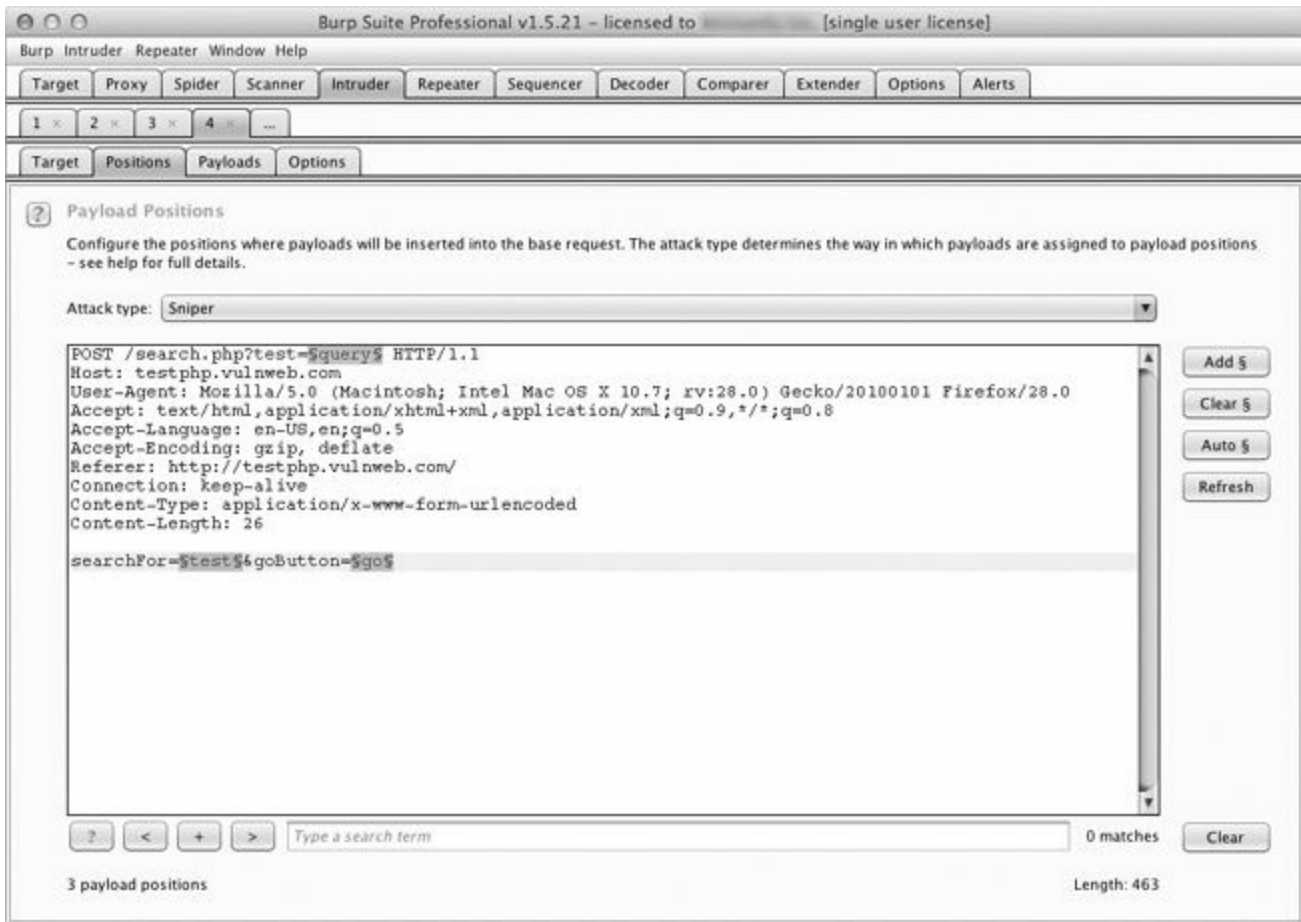 Burp Suite Professional v1.5.21 - licensed to [single user license]
Burp Intruder Repeater Window Help
Target Proxy Spider Scanner Intruder Repeater Sequencer Decoder Comparer Extender Options Alerts
1 × 2 × 3 × 4 × ...
Target Positions Payloads Options
? Payload Positions
Configure the positions where payloads will be inserted into the base request. The attack type determines the way in which payloads are assigned to payload positions
- see help for full details.
Attack type: Sniper
POST /search.php?test=§query§ HTTP/1.1
Host: testphp.vulnweb.com
User-Agent: Mozilla/5.0 (Macintosh; Intel Mac OS X 10.7; rv:28.0) Gecko/20100101 Firefox/28.0
Accept: text/html,application/xhtml+xml,application/xml;q=0.9,*/*;q=0.8
Accept-Language: en-US,en;q=0.5
Accept-Encoding: gzip, deflate
Referer: http://testphp.vulnweb.com/
Connection: keep-alive
Content-Type: application/x-www-form-urlencoded
Content-Length: 26
searchFor=§test§&goButton=§go§
Add §
Clear §
Auto §
Refresh
? < + > Type a search term 0 matches Clear
3 payload positions Length: 463